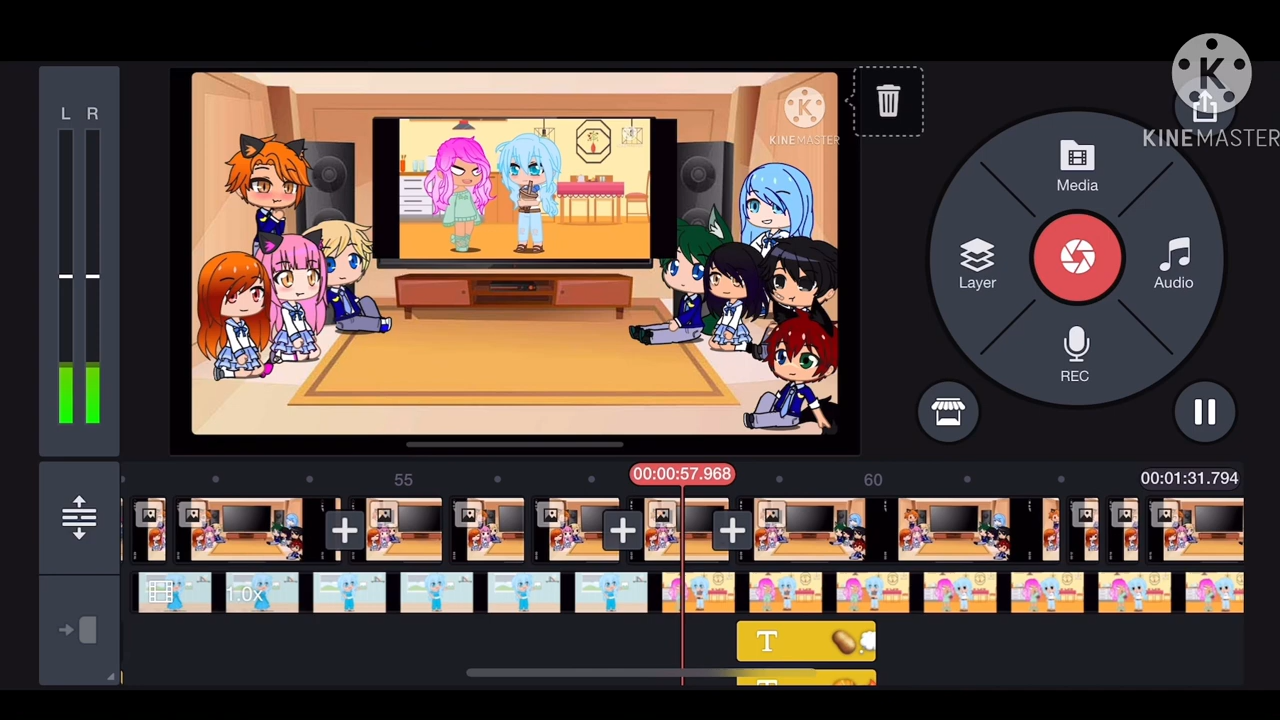 L R
K
KINEMASTER
K
KINEMASTER
Media
Layer
Audio
REC
55
00:00:57.968
60
00:01:31.794
1.0x
T